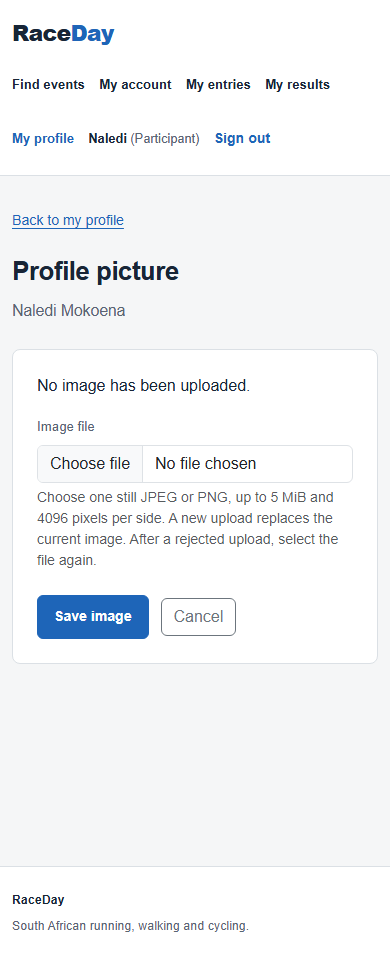 RaceDay
Find events My account My entries My results
My profile Naledi (Participant) Sign out
Back to my profile
Profile picture
Naledi Mokoena
No image has been uploaded.
Image file
Choose file No file chosen
Choose one still JPEG or PNG, up to 5 MiB and
4096 pixels per side. A new upload replaces the
current image. After a rejected upload, select the
file again.
Save image Cancel
RaceDay
South African running, walking and cycling.